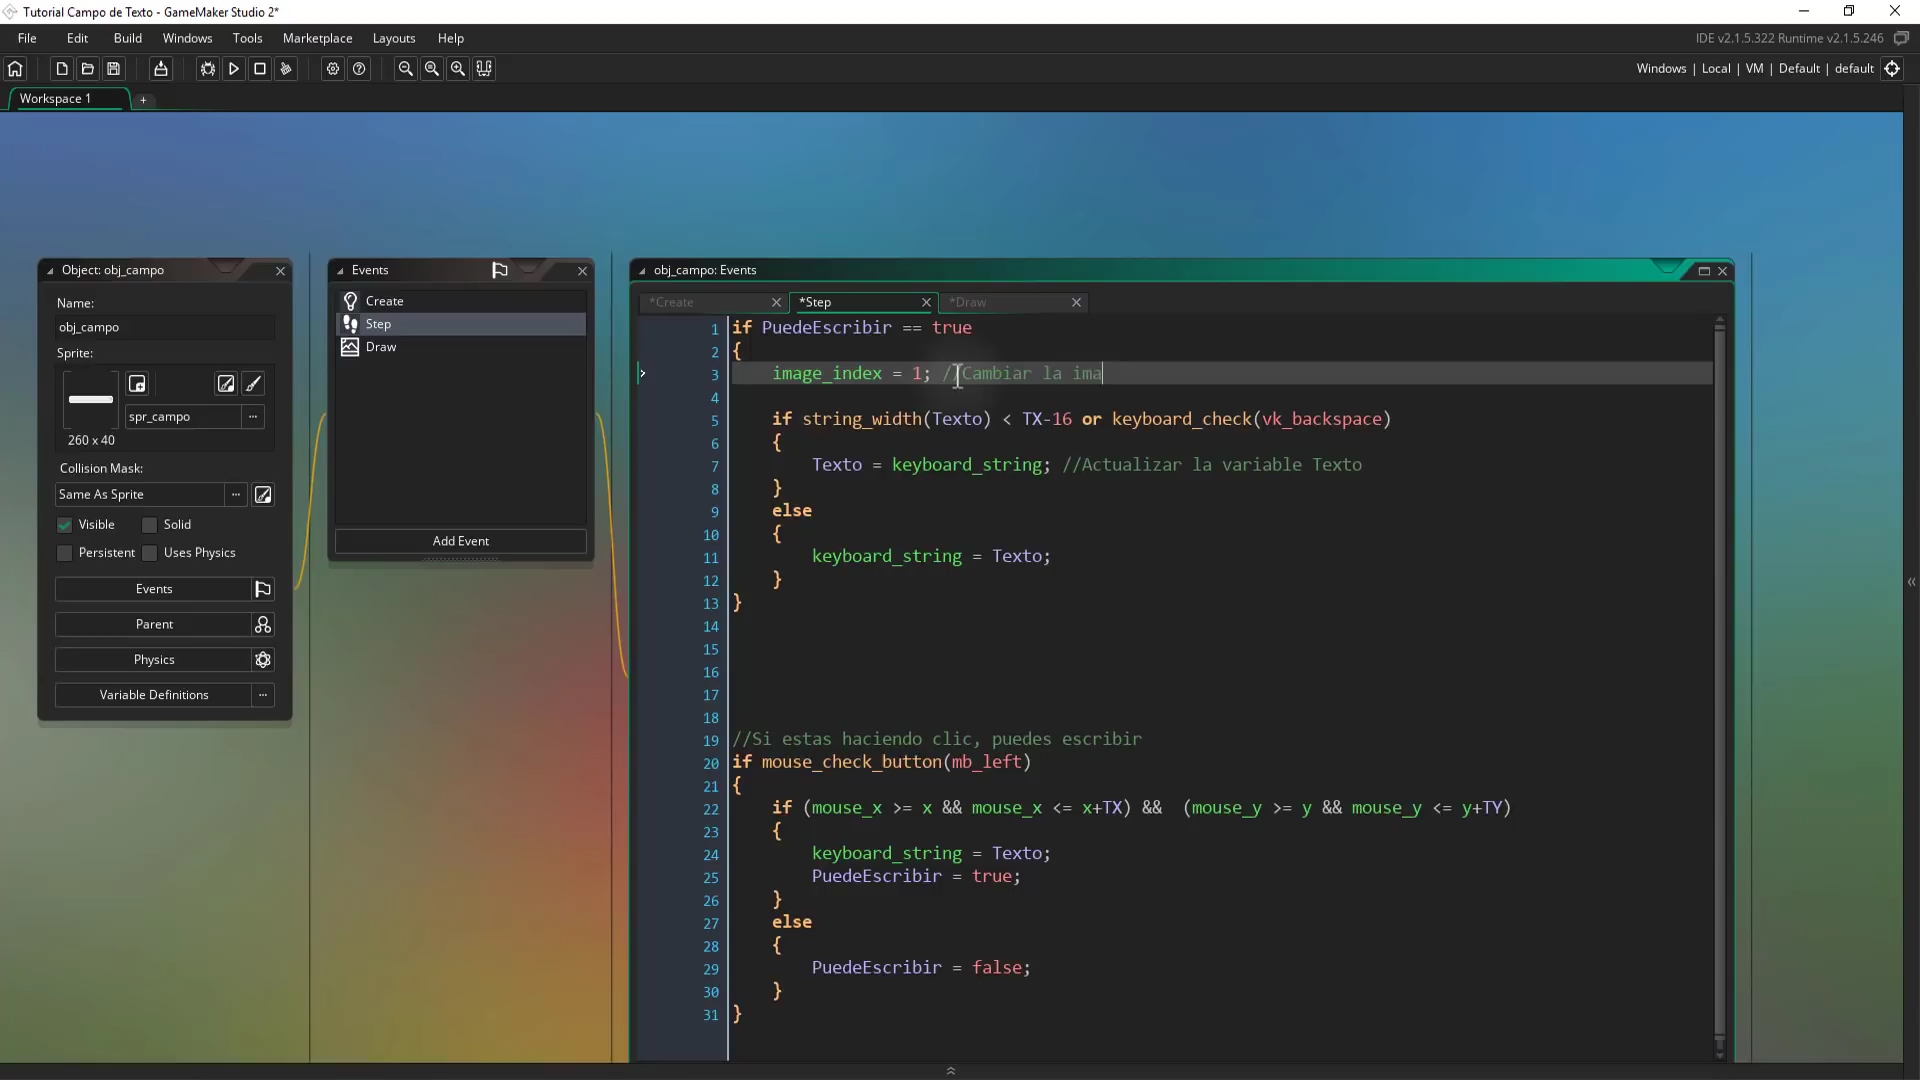 Tutorial Campo de Texto - GameMaker Studio 2*
File Edit Build Windows Tools Marketplace Layouts Help
IDE v2.1.5.322 Runtime v2.1.5.246
Windows | Local | VM | Default | default
Workspace 1 +
Object: obj_campo
Name:
obj_campo
Sprite:
spr_campo ...
260 x 40
Collision Mask:
Same As Sprite ...
Visible Solid
Persistent Uses Physics
Events
Parent
Physics
Variable Definitions ...
Events
Create
Step
Draw
Add Event
obj_campo: Events
*Create *Step *Draw
1 if PuedeEscribir == true
2 {
3 image_index = 1; //Cambiar la ima
4
5 if string_width(Texto) < TX-16 or keyboard_check(vk_backspace)
6 {
7 Texto = keyboard_string; //Actualizar la variable Texto
8 }
9 else
10 {
11 keyboard_string = Texto;
12 }
13 }
14
15
16
17
18
19 //Si estas haciendo clic, puedes escribir
20 if mouse_check_button(mb_left)
21 {
22 if (mouse_x >= x && mouse_x <= x+TX) && (mouse_y >= y && mouse_y <= y+TY)
23 {
24 keyboard_string = Texto;
25 PuedeEscribir = true;
26 }
27 else
28 {
29 PuedeEscribir = false;
30 }
31 }